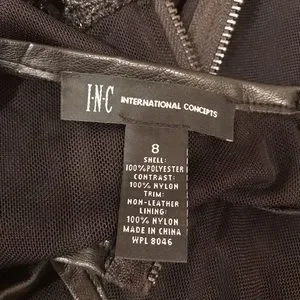 I·N·C INTERNATIONAL CONCEPTS
8
SHELL:
100% POLYESTER
CONTRAST:
100% NYLON
TRIM:
NON-LEATHER
LINING:
100% NYLON
MADE IN CHINA
WPL 8046